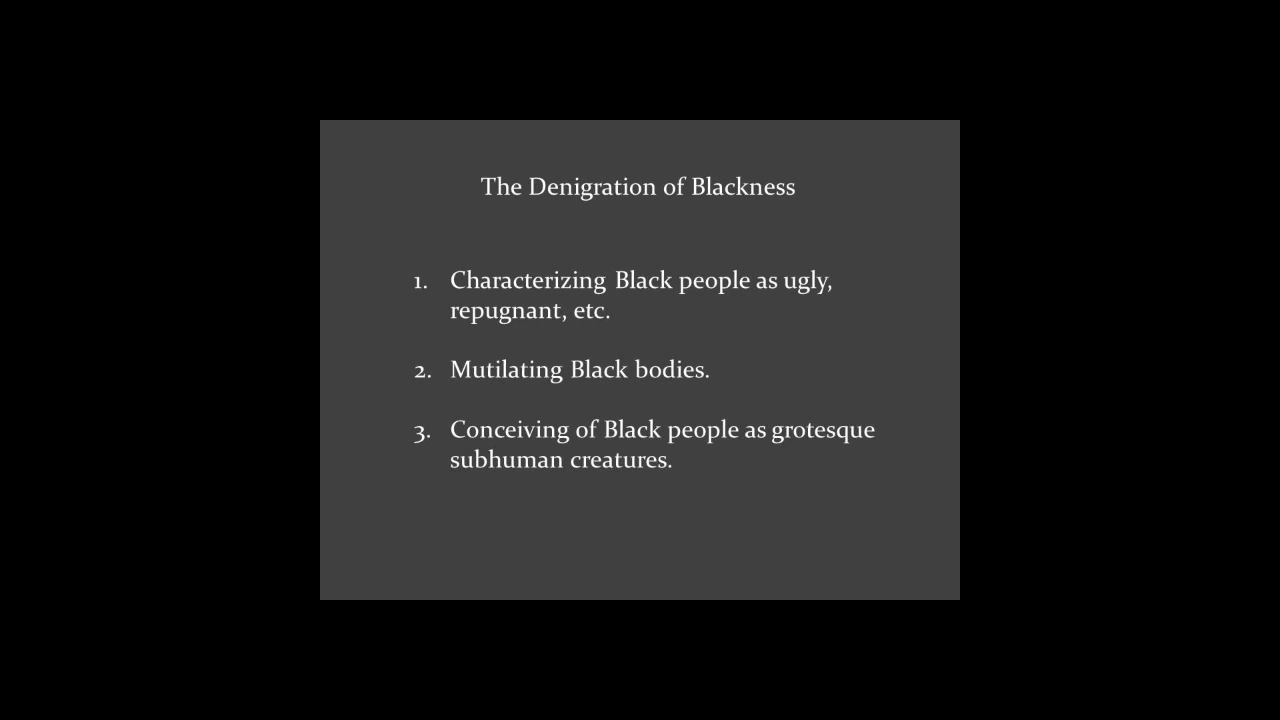 The Denigration of Blackness
1. Characterizing Black people as ugly,
repugnant, etc.
2. Mutilating Black bodies.
3. Conceiving of Black people as grotesque
subhuman creatures.